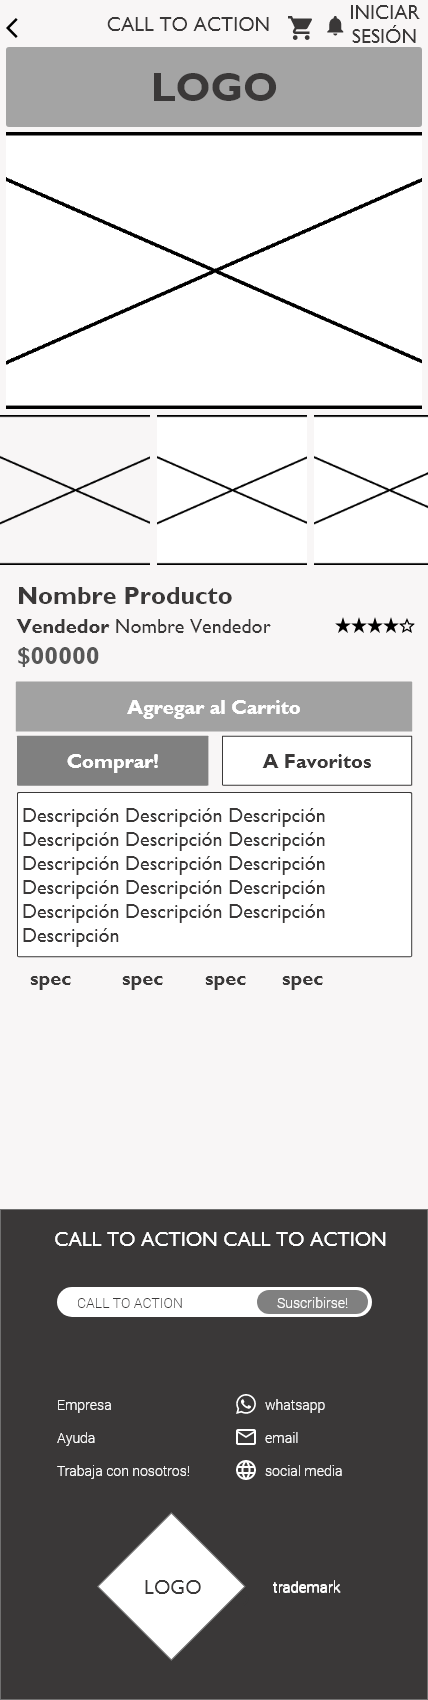 CALL TO ACTION
INICIAR
SESIÓN
LOGO
Nombre Producto
Vendedor Nombre Vendedor
$00000
Agregar al Carrito
Comprar!
A Favoritos
Descripción Descripción Descripción
Descripción Descripción Descripción
Descripción Descripción Descripción
Descripción Descripción Descripción
Descripción Descripción Descripción
Descripción
spec spec spec spec
CALL TO ACTION CALL TO ACTION
CALL TO ACTION
Suscribirse!
Empresa
whatsapp
Ayuda
email
Trabaja con nosotros!
social media
LOGO
trademark